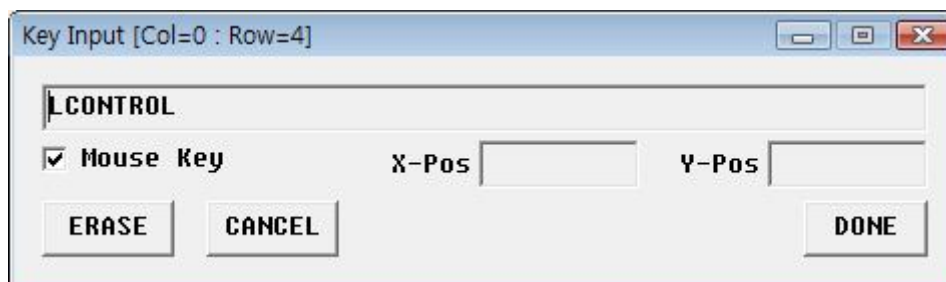 Key Input [Col=0 : Row=4]
LCONTROL
Mouse Key X-Pos Y-Pos
ERASE CANCEL DONE